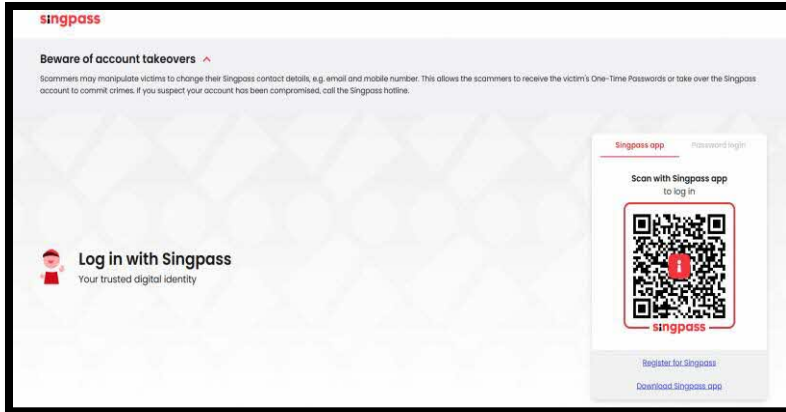 singpass
Beware of account takeovers
Scammers may manipulate victims to change their Singpass contact details, e.g. email and mobile number. This allows the scammers to receive the victim's One-Time Passwords or take over the Singpass
account to commit crimes. If you suspect your account has been compromised, call the Singpass hotline.
Singpass app Password login
Scan with Singpass app
to log in
Log in with Singpass
Your trusted digital identity
singpass
Register for Singpass
Download Singpass app